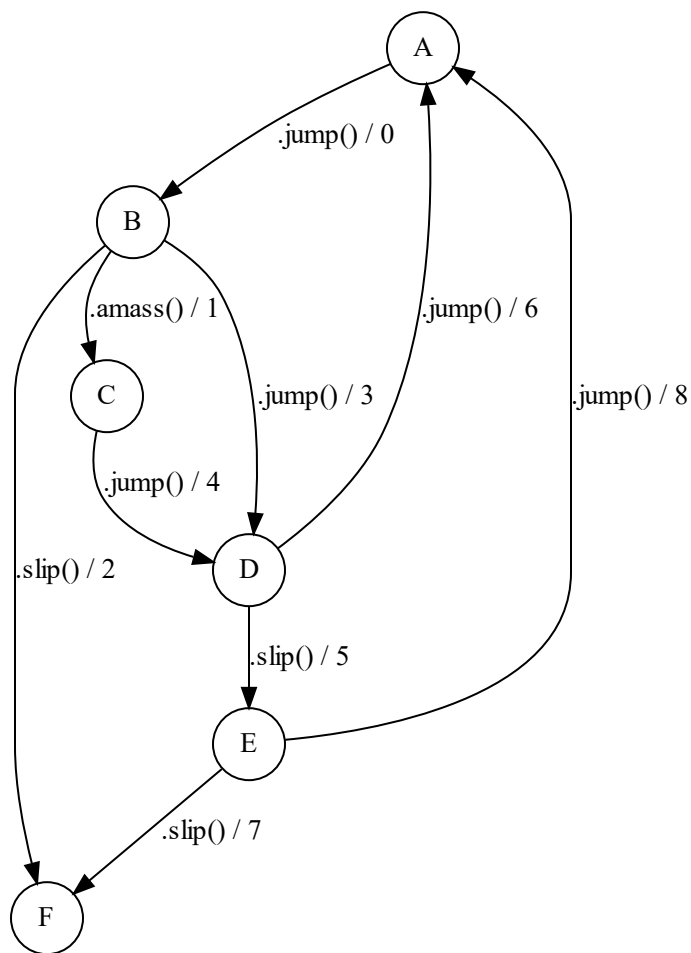 A
.jump() / 0
B
.amass() / 1
.jump() / 6
C
.jump() / 3
.jump() / 8
.jump() / 4
D
.slip() / 2
.slip() / 5
E
.slip() / 7
F